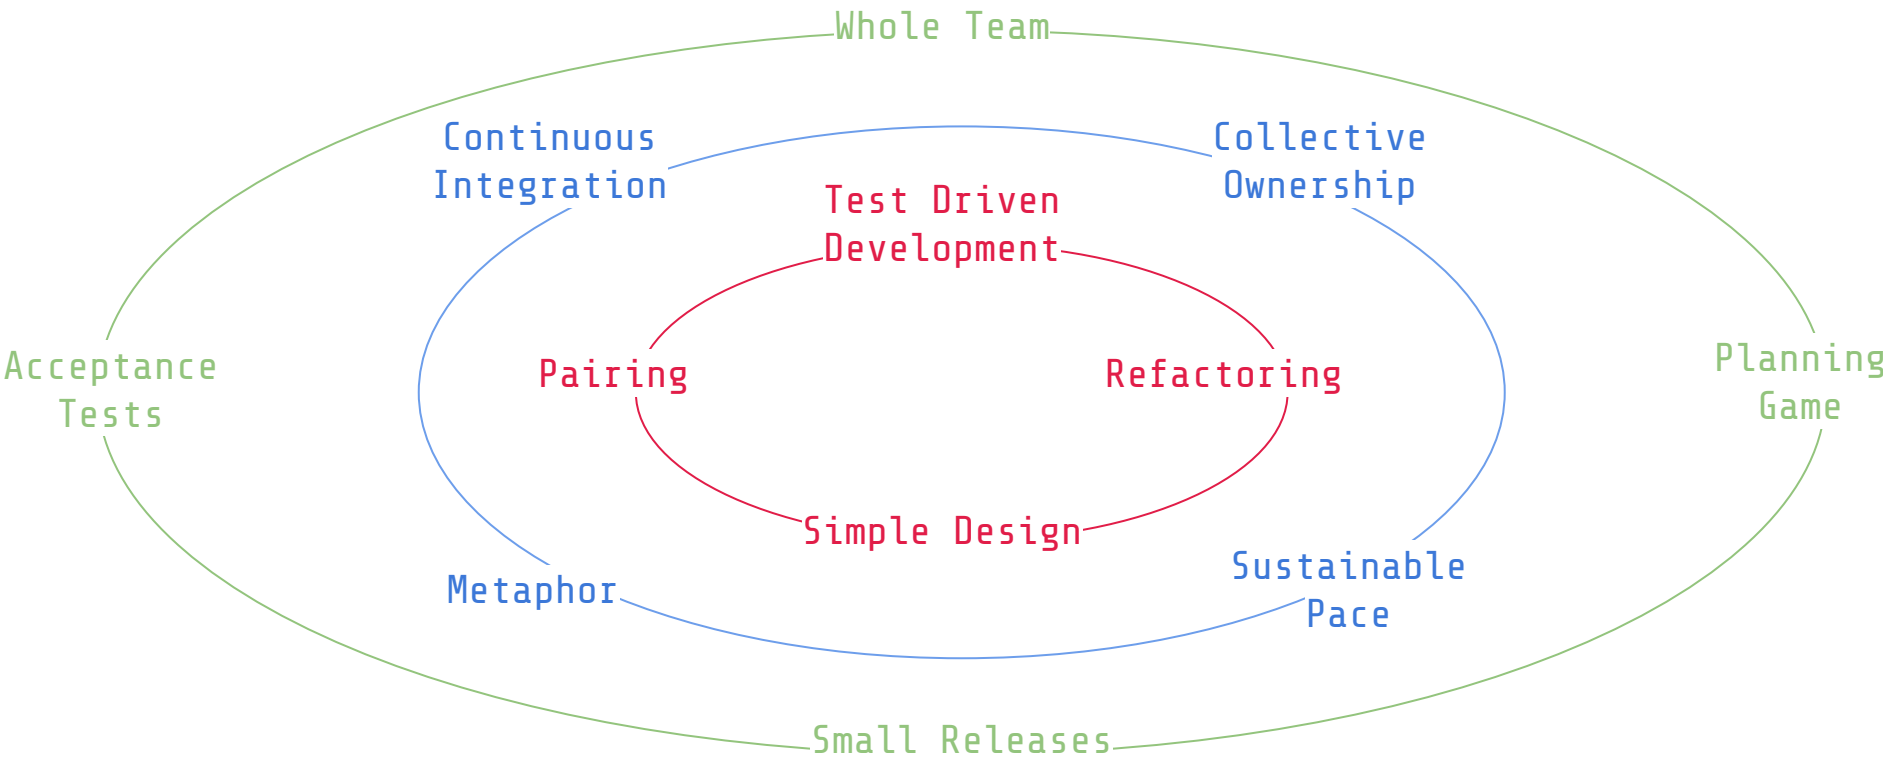 Whole Team
Continuous
Integration
Collective
Ownership
Test Driven
Development
Acceptance
Tests
Pairing
Refactoring
Planning
Game
Simple Design
Metaphor
Sustainable
Pace
Small Releases